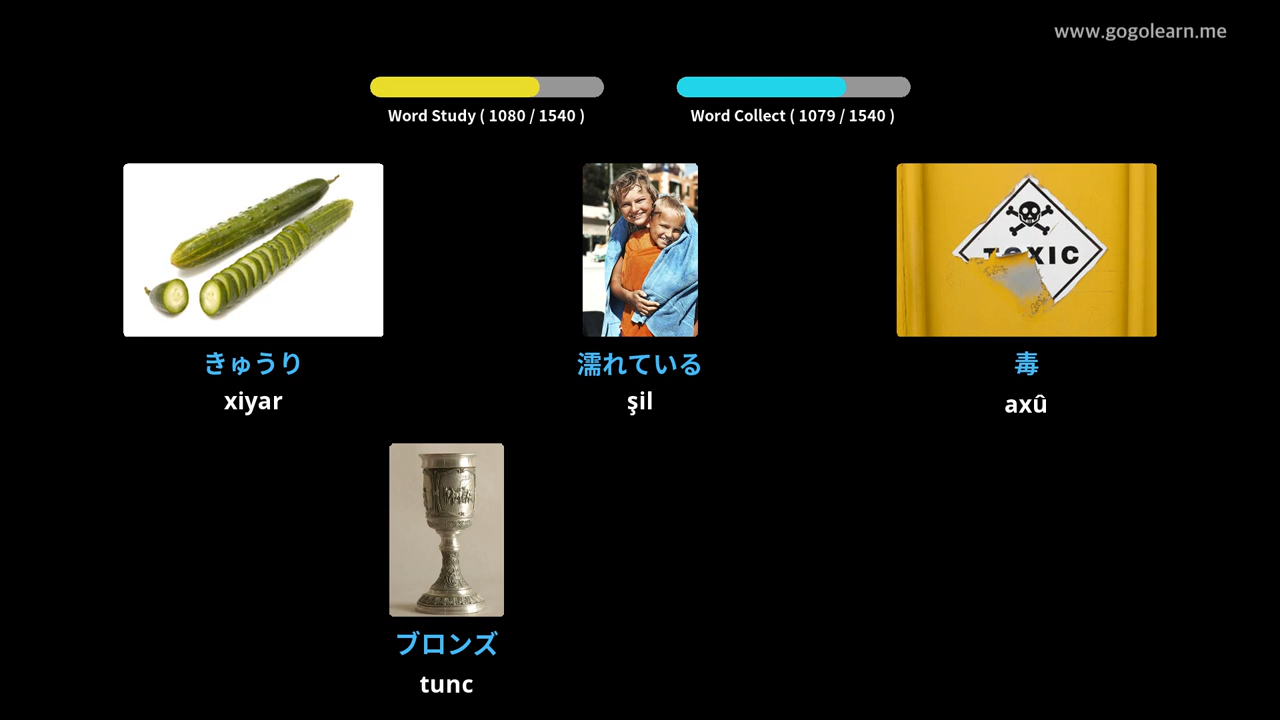 www.gogolearn.me
Word Study ( 1080 / 1540 )
Word Collect ( 1079 / 1540 )
TOXIC
きゅうり
濡れている
毒
xiyar
şil
axû
ブロンズ
tunc